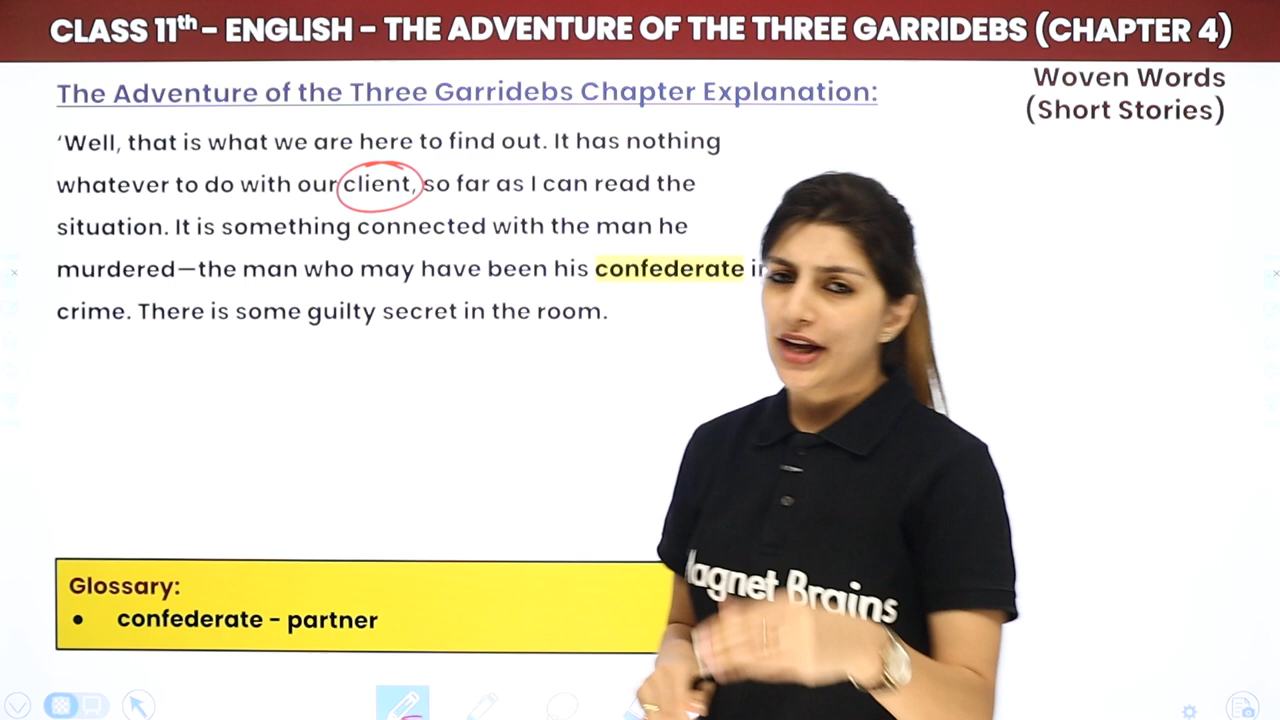 CLASS 11th – ENGLISH – THE ADVENTURE OF THE THREE GARRIDEBS (CHAPTER 4)
The Adventure of the Three Garridebs Chapter Explanation:
Woven Words
(Short Stories)
‘Well, that is what we are here to find out. It has nothing
whatever to do with our client, so far as I can read the
situation. It is something connected with the man he
murdered—the man who may have been his confederate
crime. There is some guilty secret in the room.
Glossary:
• confederate - partner
Magnet Brains